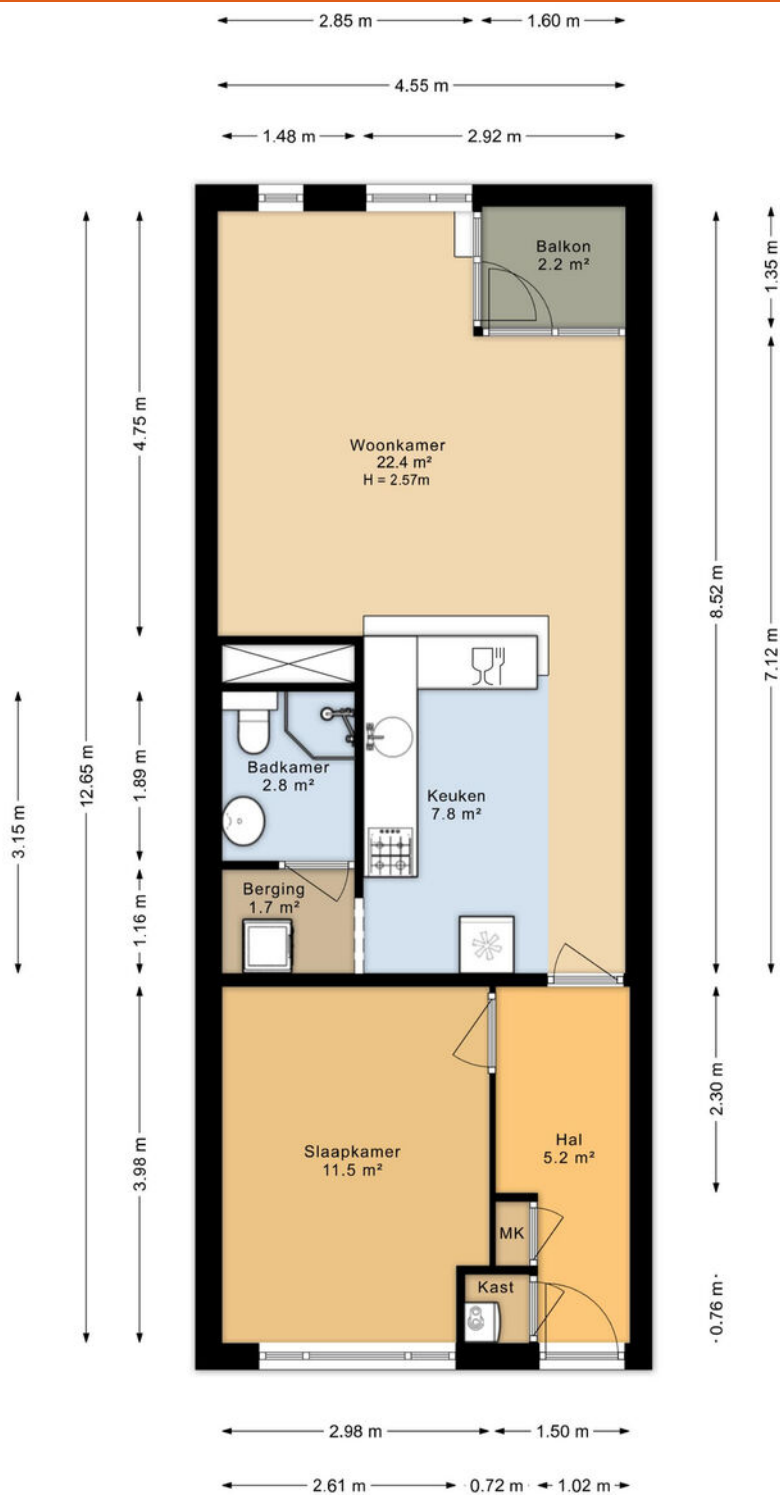 2.85 m
1.60 m
4.55 m
1.48 m
2.92 m
Balkon
2.2 m²
1.35 m
4.75 m
Woonkamer
22.4 m²
H = 2.57m
8.52 m
7.12 m
12.65 m
3.15 m
1.89 m
Badkamer
2.8 m²
Keuken
7.8 m²
Berging
1.7 m²
1.16 m
2.30 m
3.98 m
Slaapkamer
11.5 m²
Hal
5.2 m²
MK
Kast
0.76 m
2.98 m
1.50 m
2.61 m
0.72 m
1.02 m